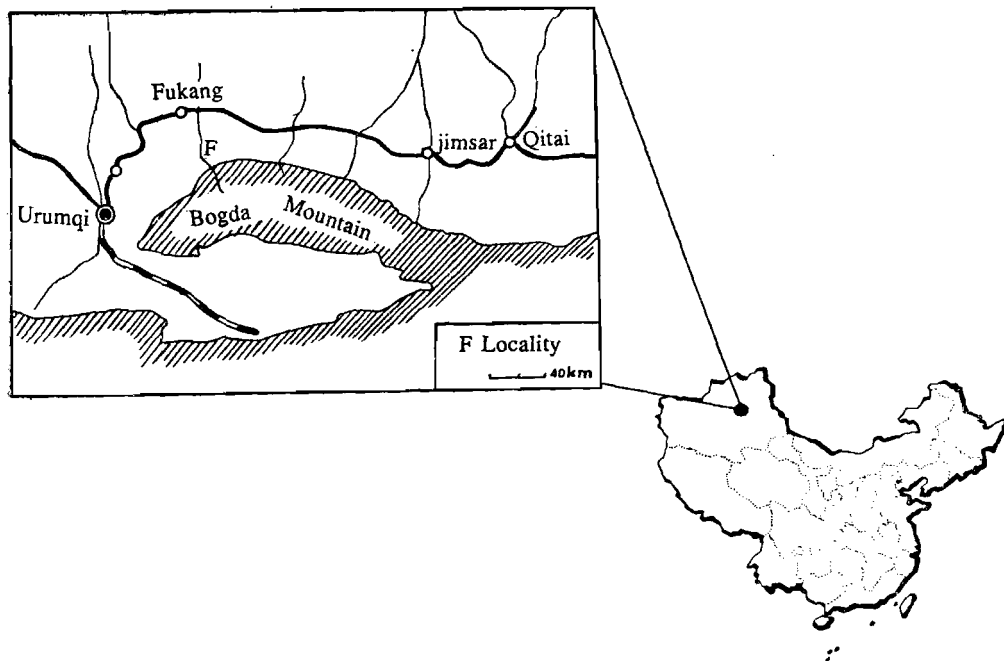 Fukang
jimsar
Qitai
F
Urumqi
Bogda
Mountain
F Locality
40km